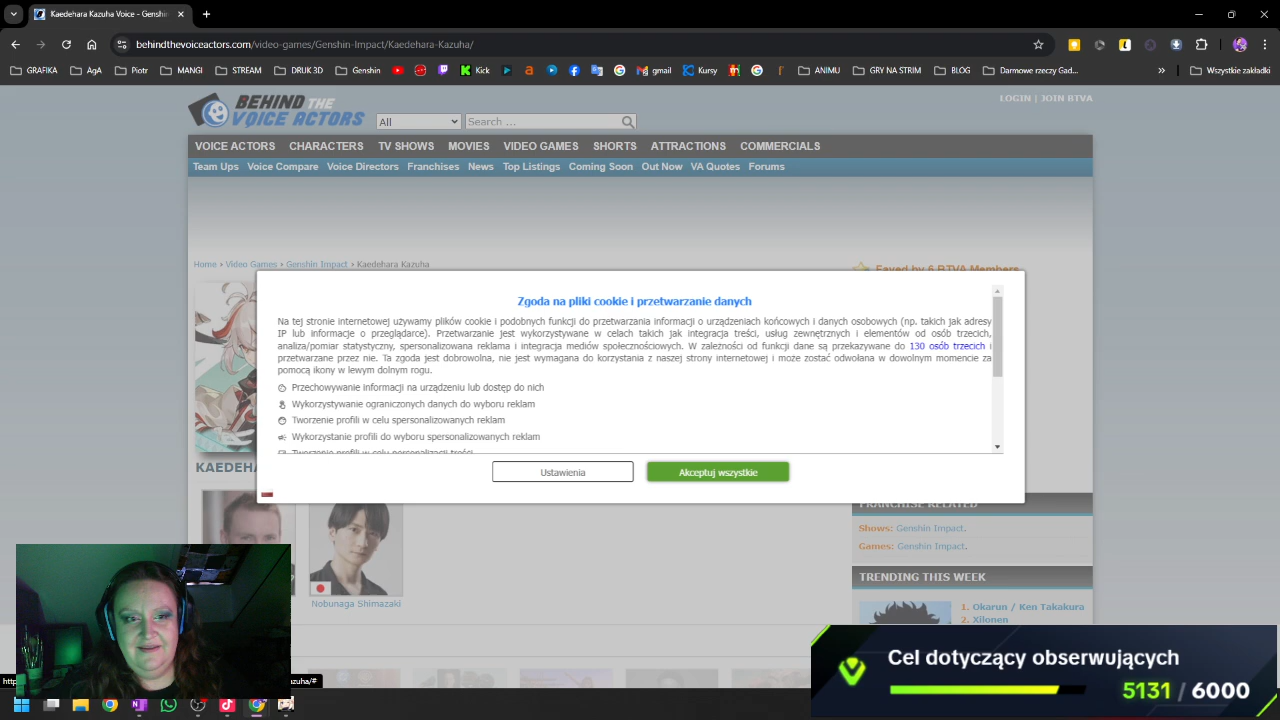 Kaedehara Kazuha Voices - Genshin
behindthevoiceactors.com/video-games/Genshin-Impact/Kaedehara-Kazuha/
GRAFIKA AgA Piotr MANGI STREAM DRUK 3D Genshin Kick gmail Kursy ANIMU GRY NA STRIM BLOG Darmowe rzeczy Gad... » Wszystkie zakładki
LOGIN | JOIN BTVA
BEHIND THE
VOICE ACTORS
All
Search ...
VOICE ACTORS CHARACTERS TV SHOWS MOVIES VIDEO GAMES SHORTS ATTRACTIONS COMMERCIALS
Team Ups Voice Compare Voice Directors Franchises News Top Listings Coming Soon Out Now VA Quotes Forums
Home › Video Games › Genshin Impact › Kaedehara Kazuha
Faved by 6 BTVA Members
Zgoda na pliki cookie i przetwarzanie danych
Na tej stronie internetowej używamy plików cookie i podobnych funkcji do przetwarzania informacji o urządzeniach końcowych i danych osobowych (np. takich jak adresy
IP lub informacje o przeglądarce). Przetwarzanie jest wykorzystywane w celach takich jak integracja treści, usług zewnętrznych i elementów od osób trzecich,
analiza/pomiar statystyczny, spersonalizowana reklama i integracja mediów społecznościowych. W zależności od funkcji dane są przekazywane do 130 osób trzecich i
przetwarzane przez nie. Ta zgoda jest dobrowolna, nie jest wymagana do korzystania z naszej strony internetowej i może zostać odwołana w dowolnym momencie za
pomocą ikony w lewym dolnym rogu.
Przechowywanie informacji na urządzeniu lub dostęp do nich
Wykorzystywanie ograniczonych danych do wyboru reklam
Tworzenie profili w celu spersonalizowanych reklam
Wykorzystanie profili do wyboru spersonalizowanych reklam
Tworzenie profili w celu personalizacji treści
Ustawienia
Akceptuj wszystkie
KAEDEHA
Nobunaga Shimazaki
FRANCHISE RELATED
Shows: Genshin Impact.
Games: Genshin Impact.
TRENDING THIS WEEK
1. Okarun / Ken Takakura
2. Xilonen
Cel dotyczący obserwujących
5131 / 6000